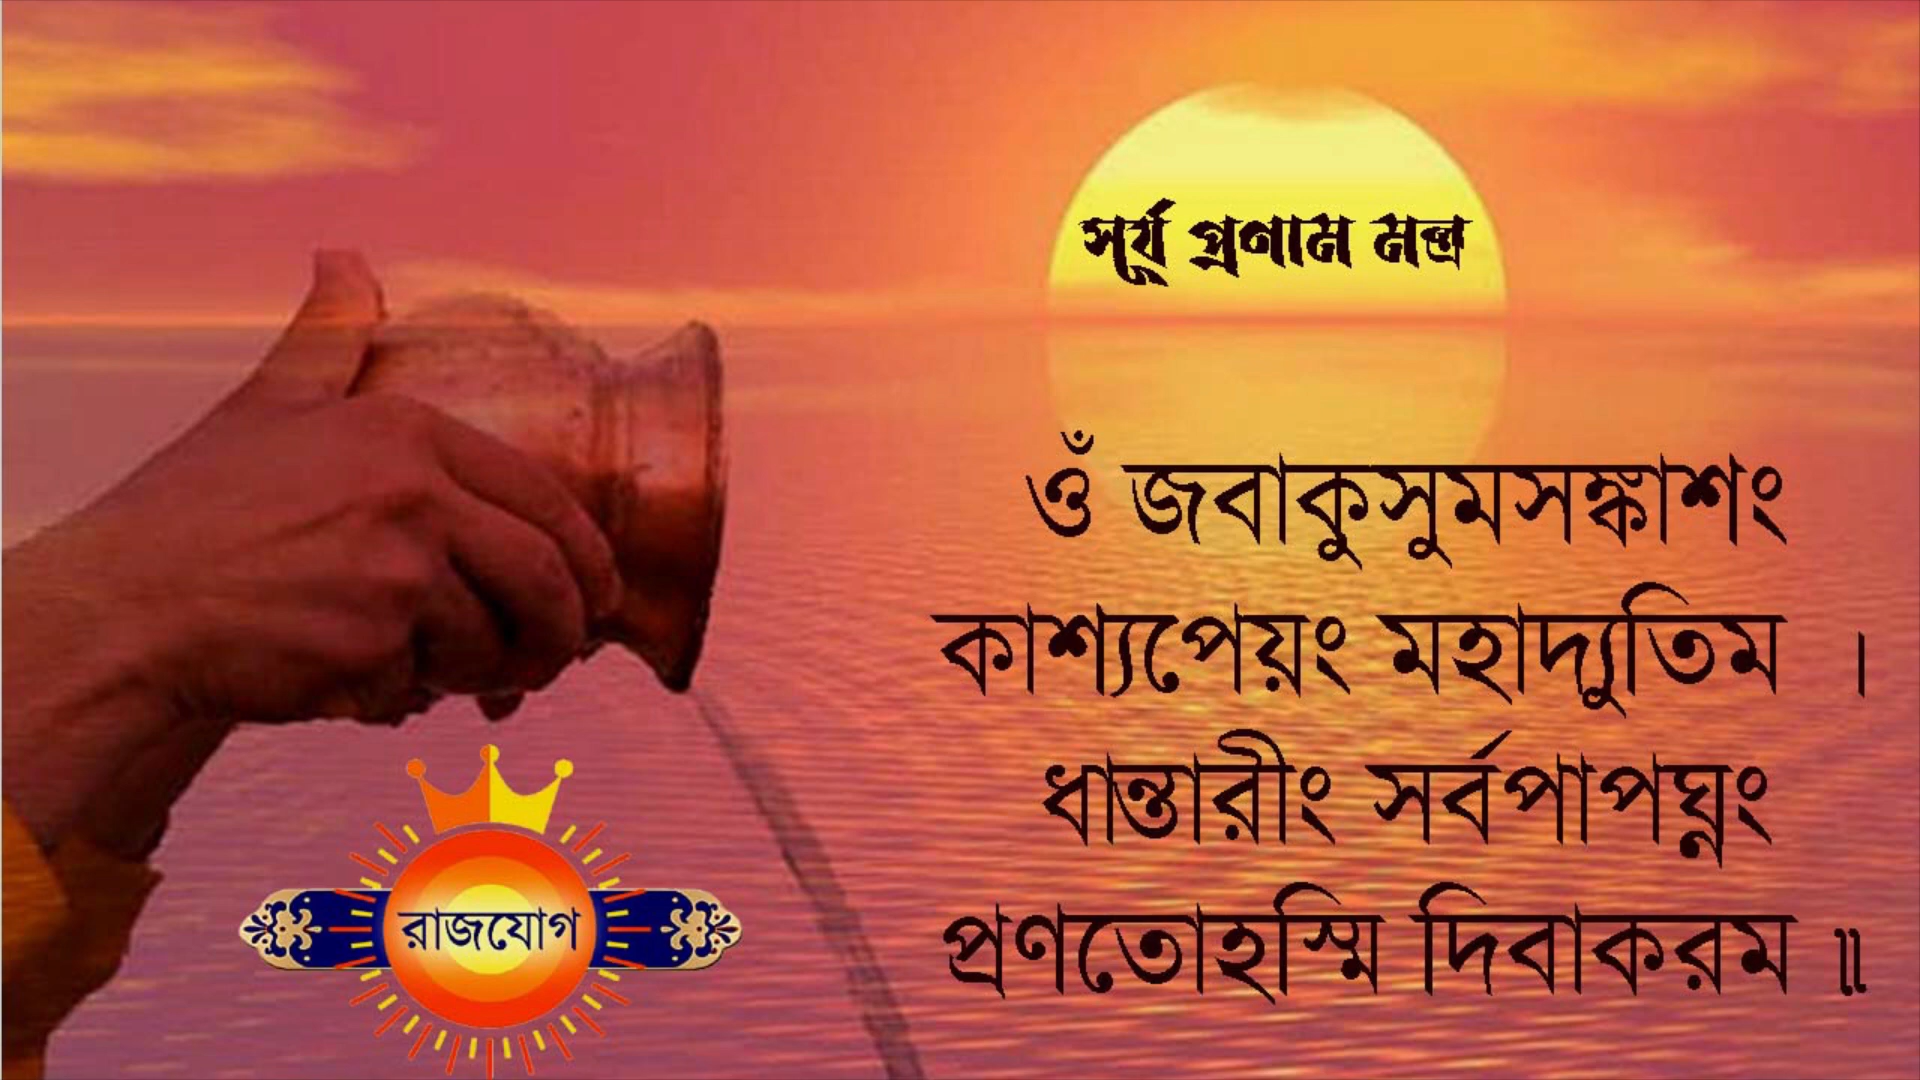 সূর্য প্রণাম মন্ত্র
ওঁ জবাকুসুমসঙ্কাশং
কাশ্যপেয়ং মহাদ্যুতিম ।
ধান্তারীং সর্বপাপঘ্নং
প্রণতোহস্মি দিবাকরম ॥
রাজযোগ